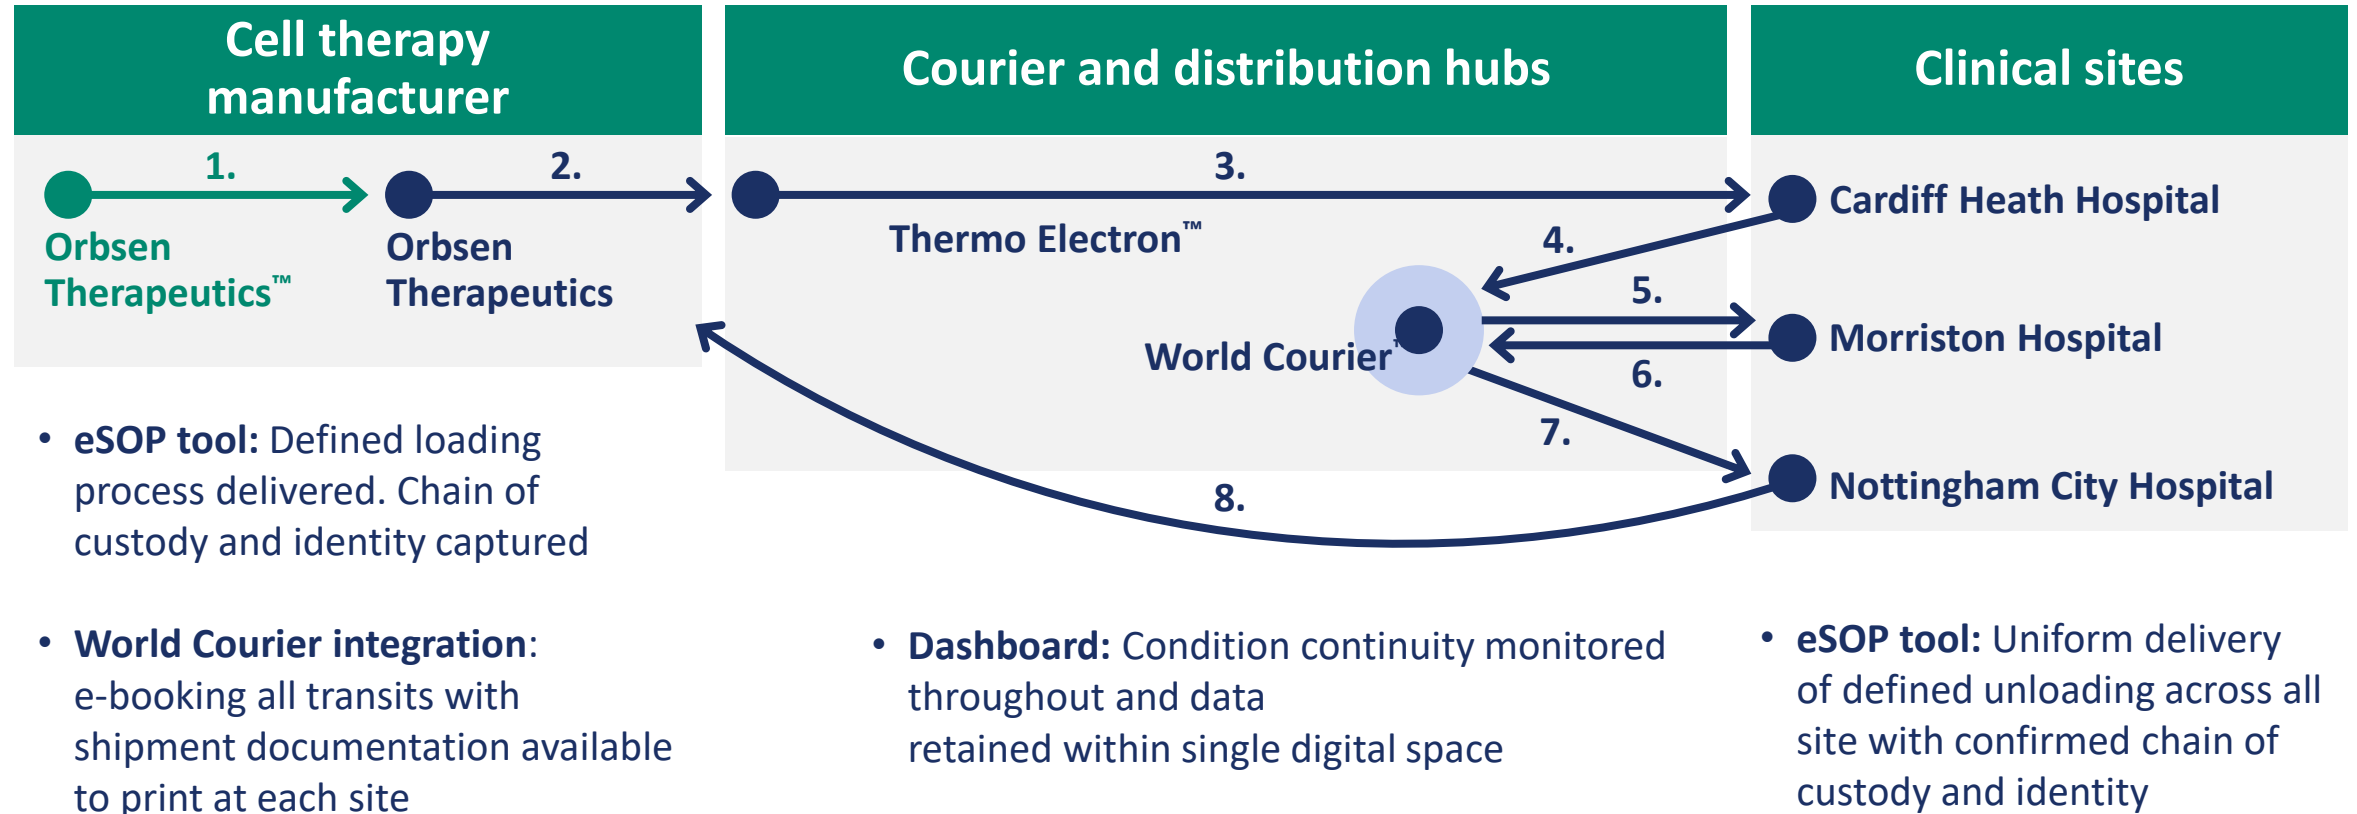 Cell therapy
manufacturer
Courier and distribution hubs
Clinical sites
1.
2.
3.
Orbsen
Therapeutics™
Orbsen
Therapeutics
Thermo Electron™
Cardiff Heath Hospital
4.
5.
World Courier
Morriston Hospital
6.
7.
Nottingham City Hospital
8.
• eSOP tool: Defined loading
process delivered. Chain of
custody and identity captured
• World Courier integration:
e-booking all transits with
shipment documentation available
to print at each site
• Dashboard: Condition continuity monitored
throughout and data
retained within single digital space
• eSOP tool: Uniform delivery
of defined unloading across all
site with confirmed chain of
custody and identity